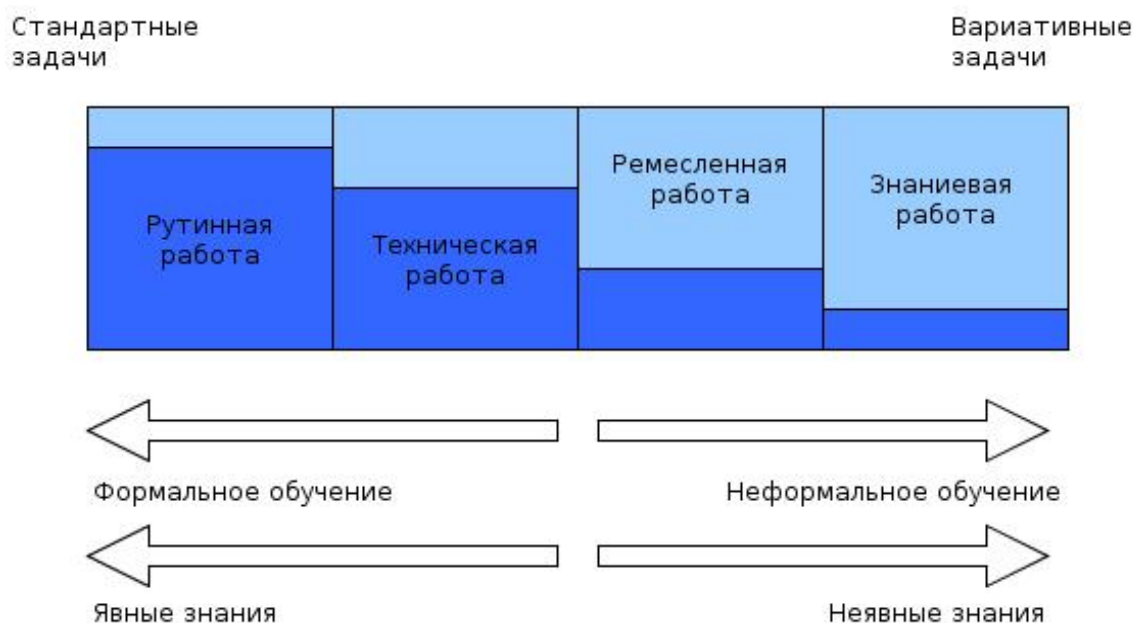 Стандартные
задачи
Вариативные
задачи
Рутинная
работа
Техническая
работа
Ремесленная
работа
Знаниевая
работа
Формальное обучение
Неформальное обучение
Явные знания
Неявные знания